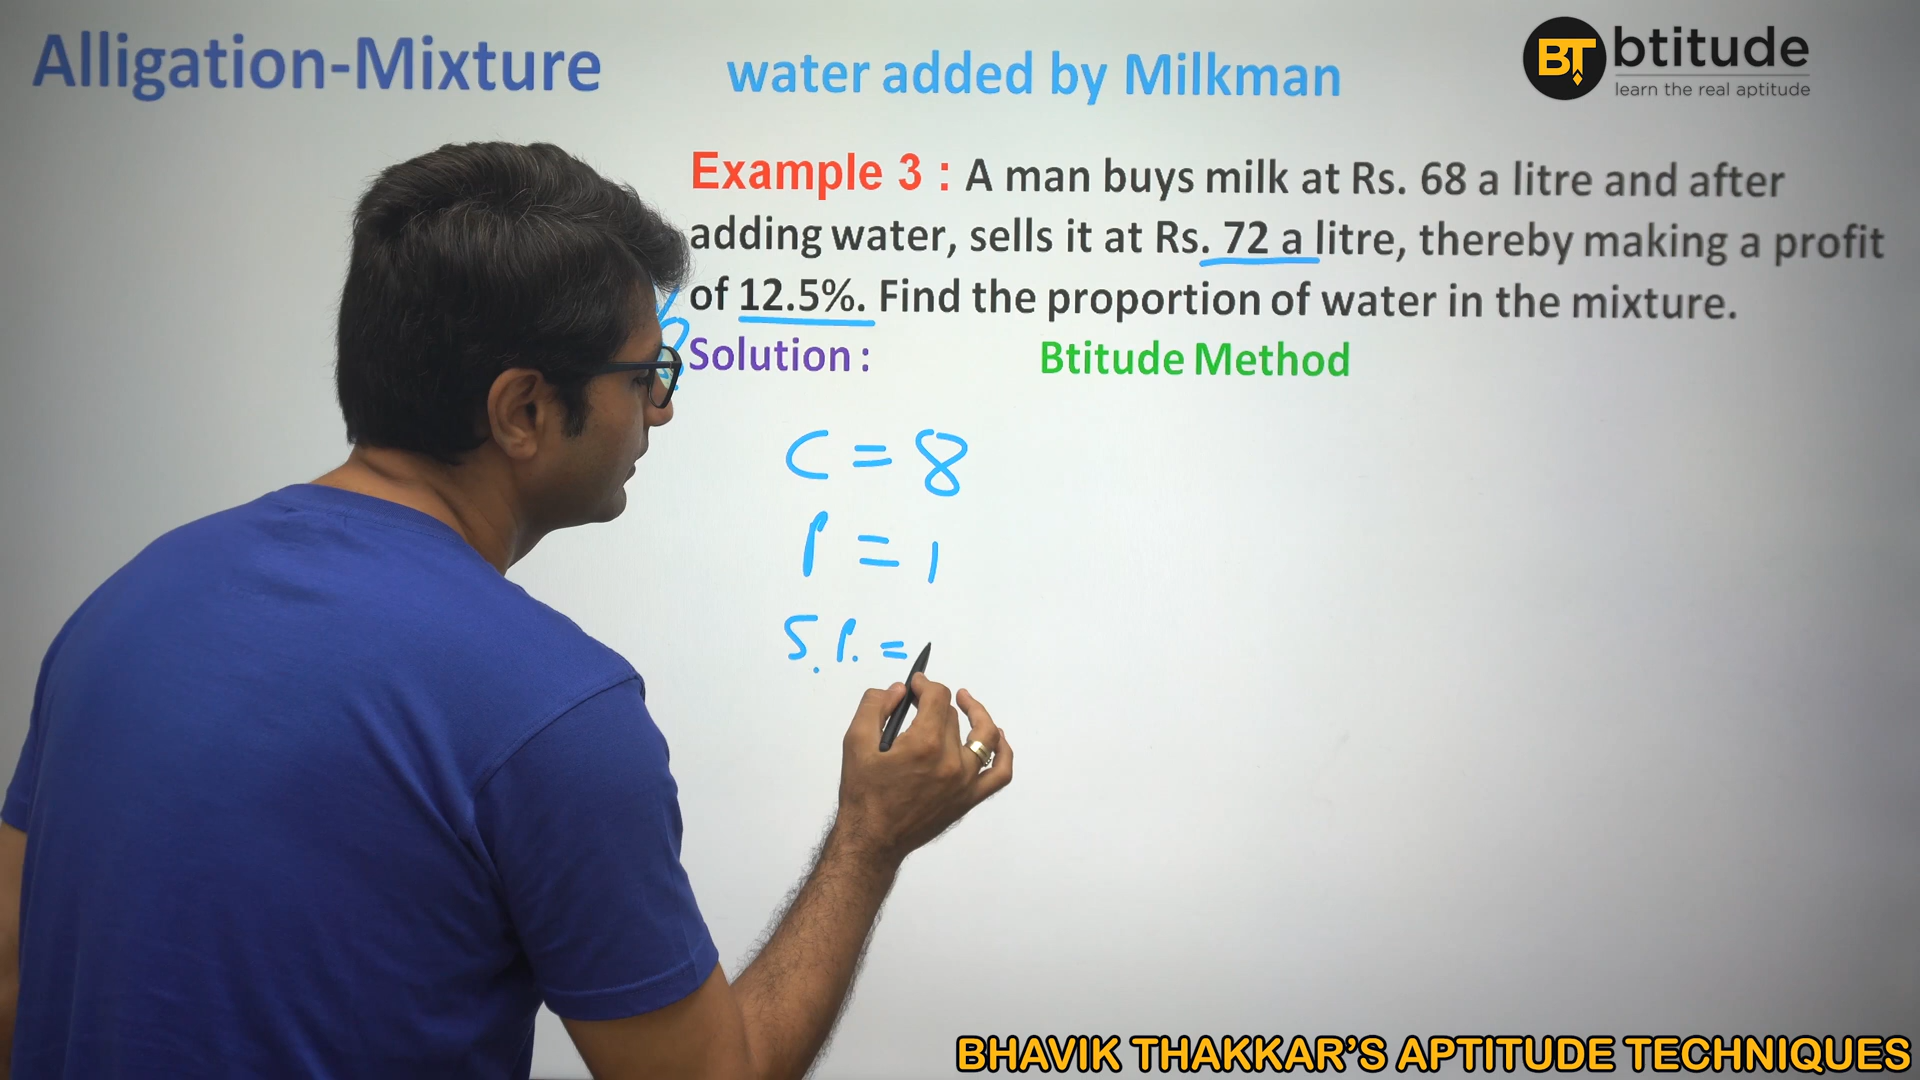 Alligation-Mixture
water added by Milkman
BT btitude
learn the real aptitude
Example 3 : A man buys milk at Rs. 68 a litre and after
adding water, sells it at Rs. 72 a litre, thereby making a profit
of 12.5%. Find the proportion of water in the mixture.
Solution :
Btitude Method
C = 8
P = 1
S.P. =
BHAVIK THAKKAR'S APTITUDE TECHNIQUES